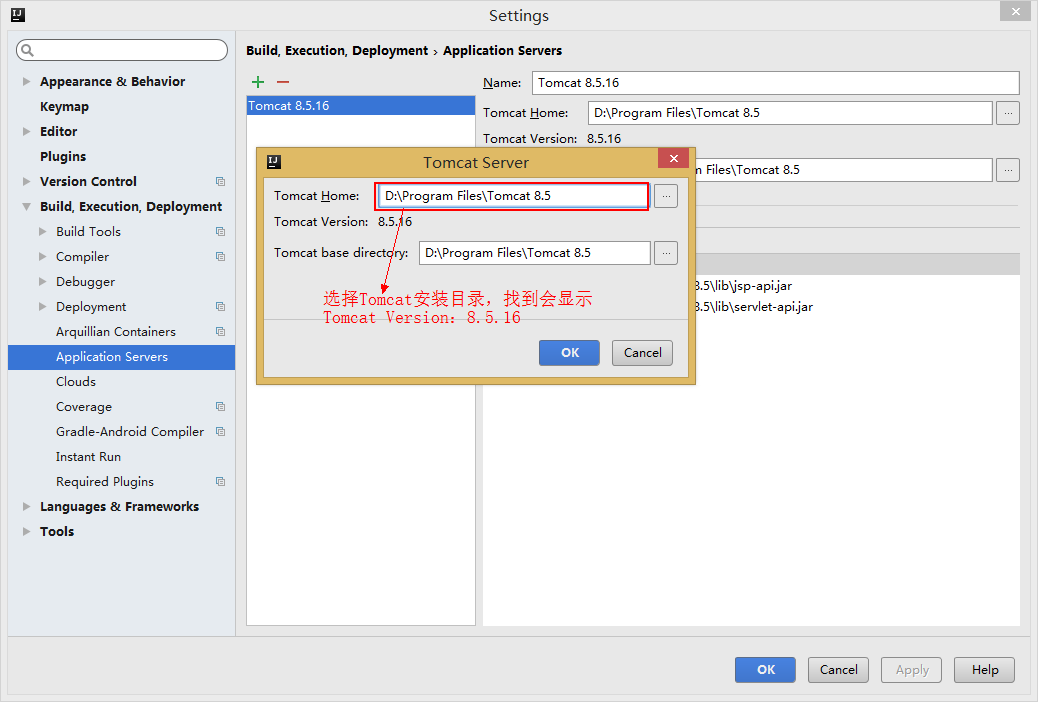 Settings
Build, Execution, Deployment › Application Servers
Appearance & Behavior
Keymap
Editor
Plugins
Version Control
Build, Execution, Deployment
Build Tools
Compiler
Debugger
Deployment
Arquillian Containers
Application Servers
Clouds
Coverage
Gradle-Android Compiler
Instant Run
Required Plugins
Languages & Frameworks
Tools
Tomcat 8.5.16
Name: Tomcat 8.5.16
Tomcat Home: D:\Program Files\Tomcat 8.5 ...
Tomcat Version: 8.5.16
Files\Tomcat 8.5 ...
8.5\lib\jsp-api.jar
8.5\lib\servlet-api.jar
Tomcat Server
Tomcat Home: D:\Program Files\Tomcat 8.5 ...
Tomcat Version: 8.5.16
Tomcat base directory: D:\Program Files\Tomcat 8.5 ...
选择Tomcat安装目录，找到会显示
Tomcat Version: 8.5.16
OK Cancel
OK Cancel Apply Help